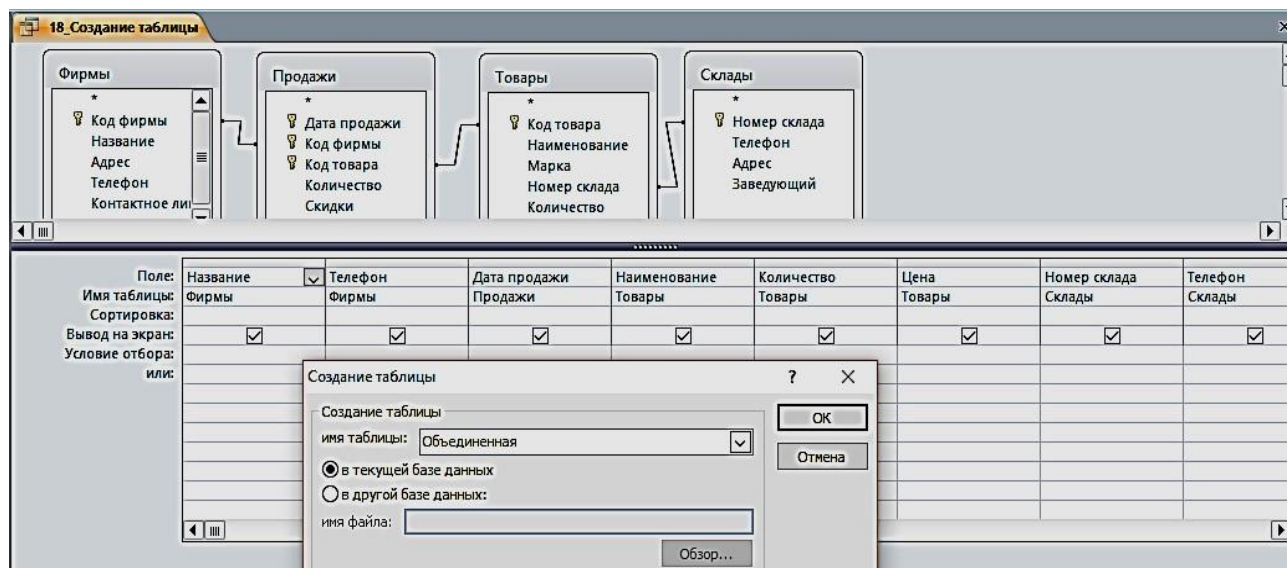 18_Создание таблицы
Фирмы
*
Код фирмы
Название
Адрес
Телефон
Контактное ли
Продажи
*
Дата продажи
Код фирмы
Код товара
Количество
Скидки
Товары
*
Код товара
Наименование
Марка
Номер склада
Количество
Склады
*
Номер склада
Телефон
Адрес
Заведующий
Поле: Название Телефон Дата продажи Наименование Количество Цена Номер склада Телефон
Имя таблицы: Фирмы Фирмы Продажи Товары Товары Товары Склады Склады
Сортировка:
Вывод на экран:
Условие отбора:
или:
Создание таблицы ?
Создание таблицы
имя таблицы: Объединенная
в текущей базе данных
в другой базе данных:
имя файла:
Обзор...
ОК
Отмена